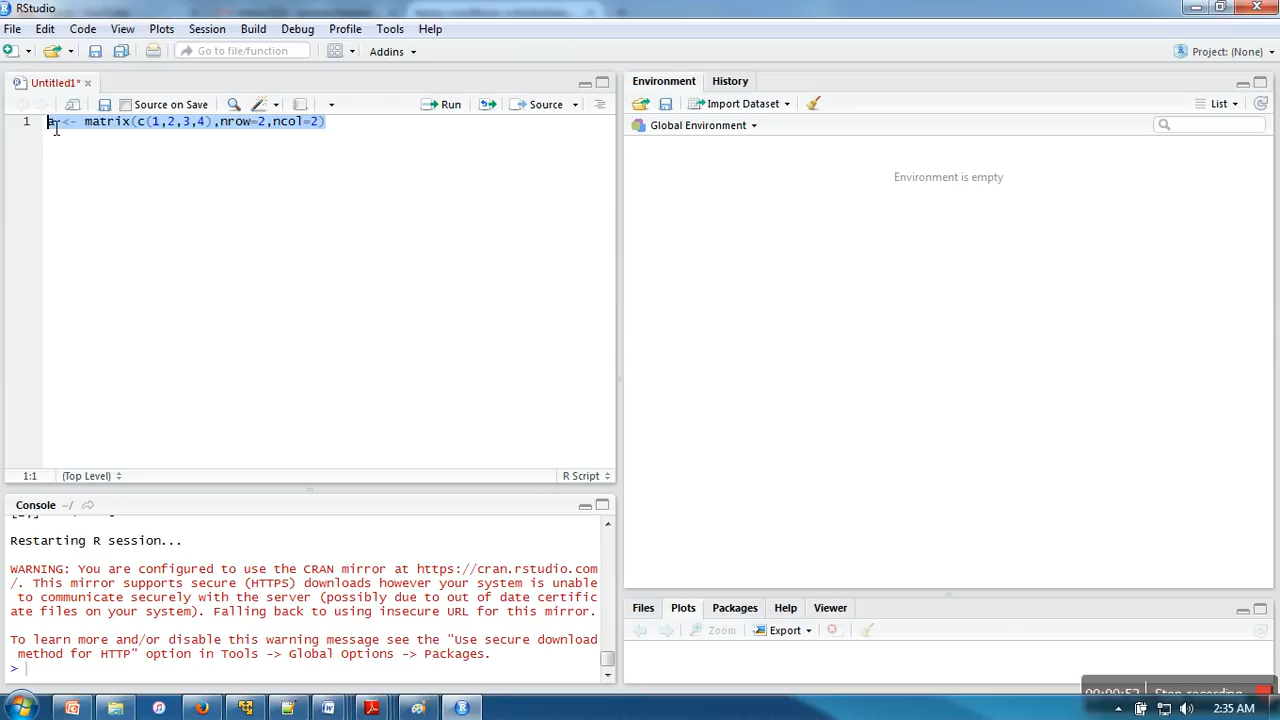 RStudio
File Edit Code View Plots Session Build Debug Profile Tools Help
Go to file/function Addins Project: (None)
Untitled1*
Source on Save Run Source
1 a <- matrix(c(1,2,3,4),nrow=2,ncol=2)
1:1 (Top Level) R Script
Console ~/
Restarting R session...
WARNING: You are configured to use the CRAN mirror at https://cran.rstudio.com
/. This mirror supports secure (HTTPS) downloads however your system is unable
to communicate securely with the server (possibly due to out of date certific
ate files on your system). Falling back to using insecure URL for this mirror.
To learn more and/or disable this warning message see the "Use secure download
method for HTTP" option in Tools -> Global Options -> Packages.
>
Environment History
Import Dataset List
Global Environment
Environment is empty
Files Plots Packages Help Viewer
Zoom Export
Stop recording
2:35 AM